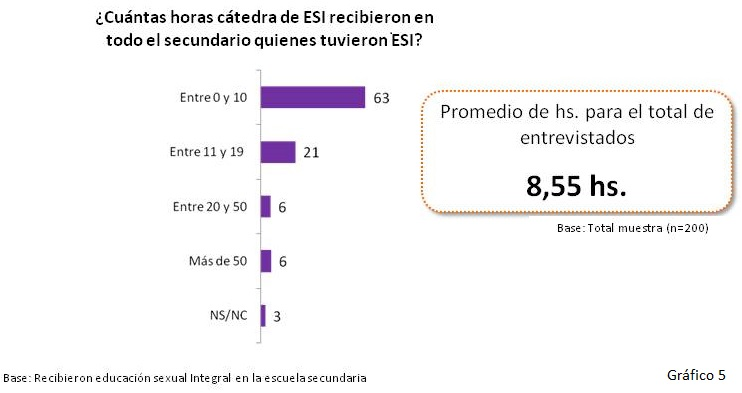 ¿Cuántas horas cátedra de ESI recibieron en
todo el secundario quienes tuvieron ESI?
Entre 0 y 10
63
Entre 11 y 19
21
Entre 20 y 50
6
Más de 50
6
NS/NC
3
Promedio de hs. para el total de
entrevistados
8,55 hs.
Base: Total muestra (n=200)
Base: Recibieron educación sexual Integral en la escuela secundaria
Gráfico 5